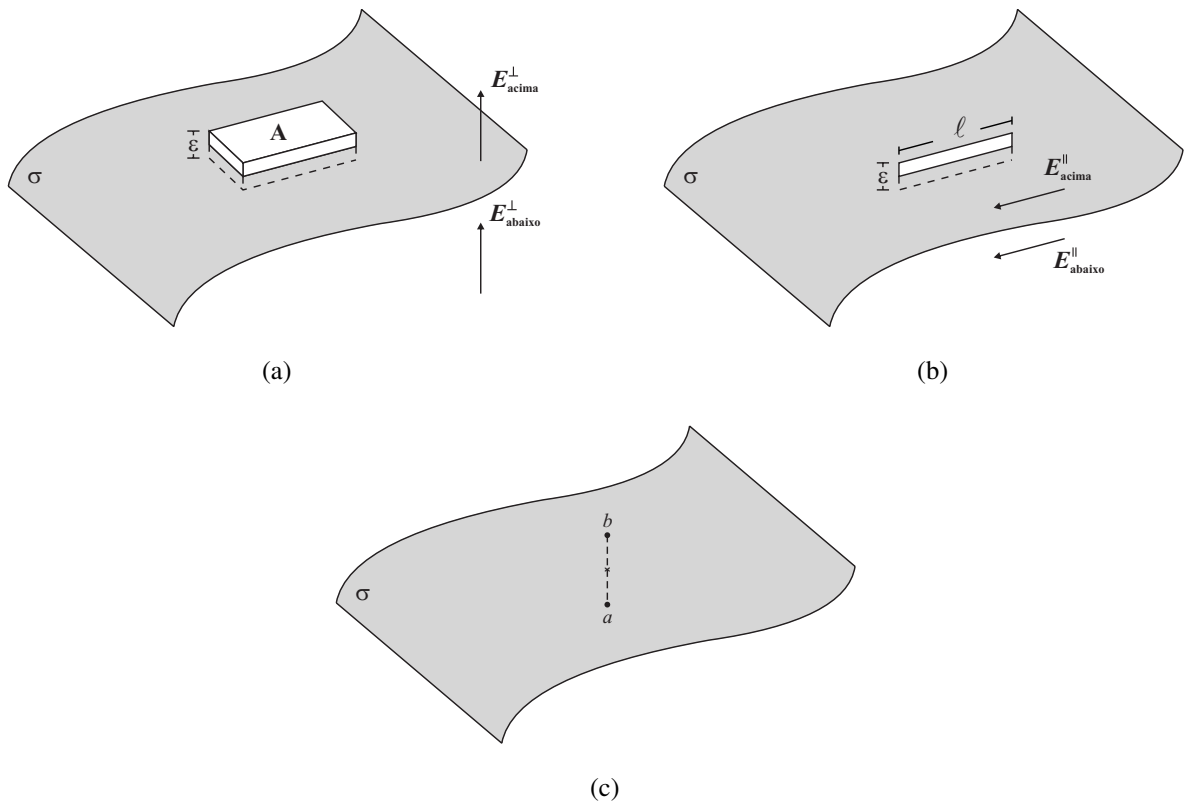 A
ε
σ
E⊥acima
E⊥abaixo
(a)
ℓ
ε
σ
E∥acima
E∥abaixo
(b)
b
a
σ
(c)